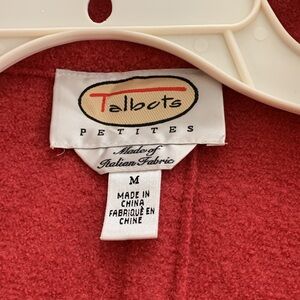 Talbots
PETITES
Made of
Italian Fabric
M
MADE IN
CHINA
FABRIQUÉ EN
CHINE